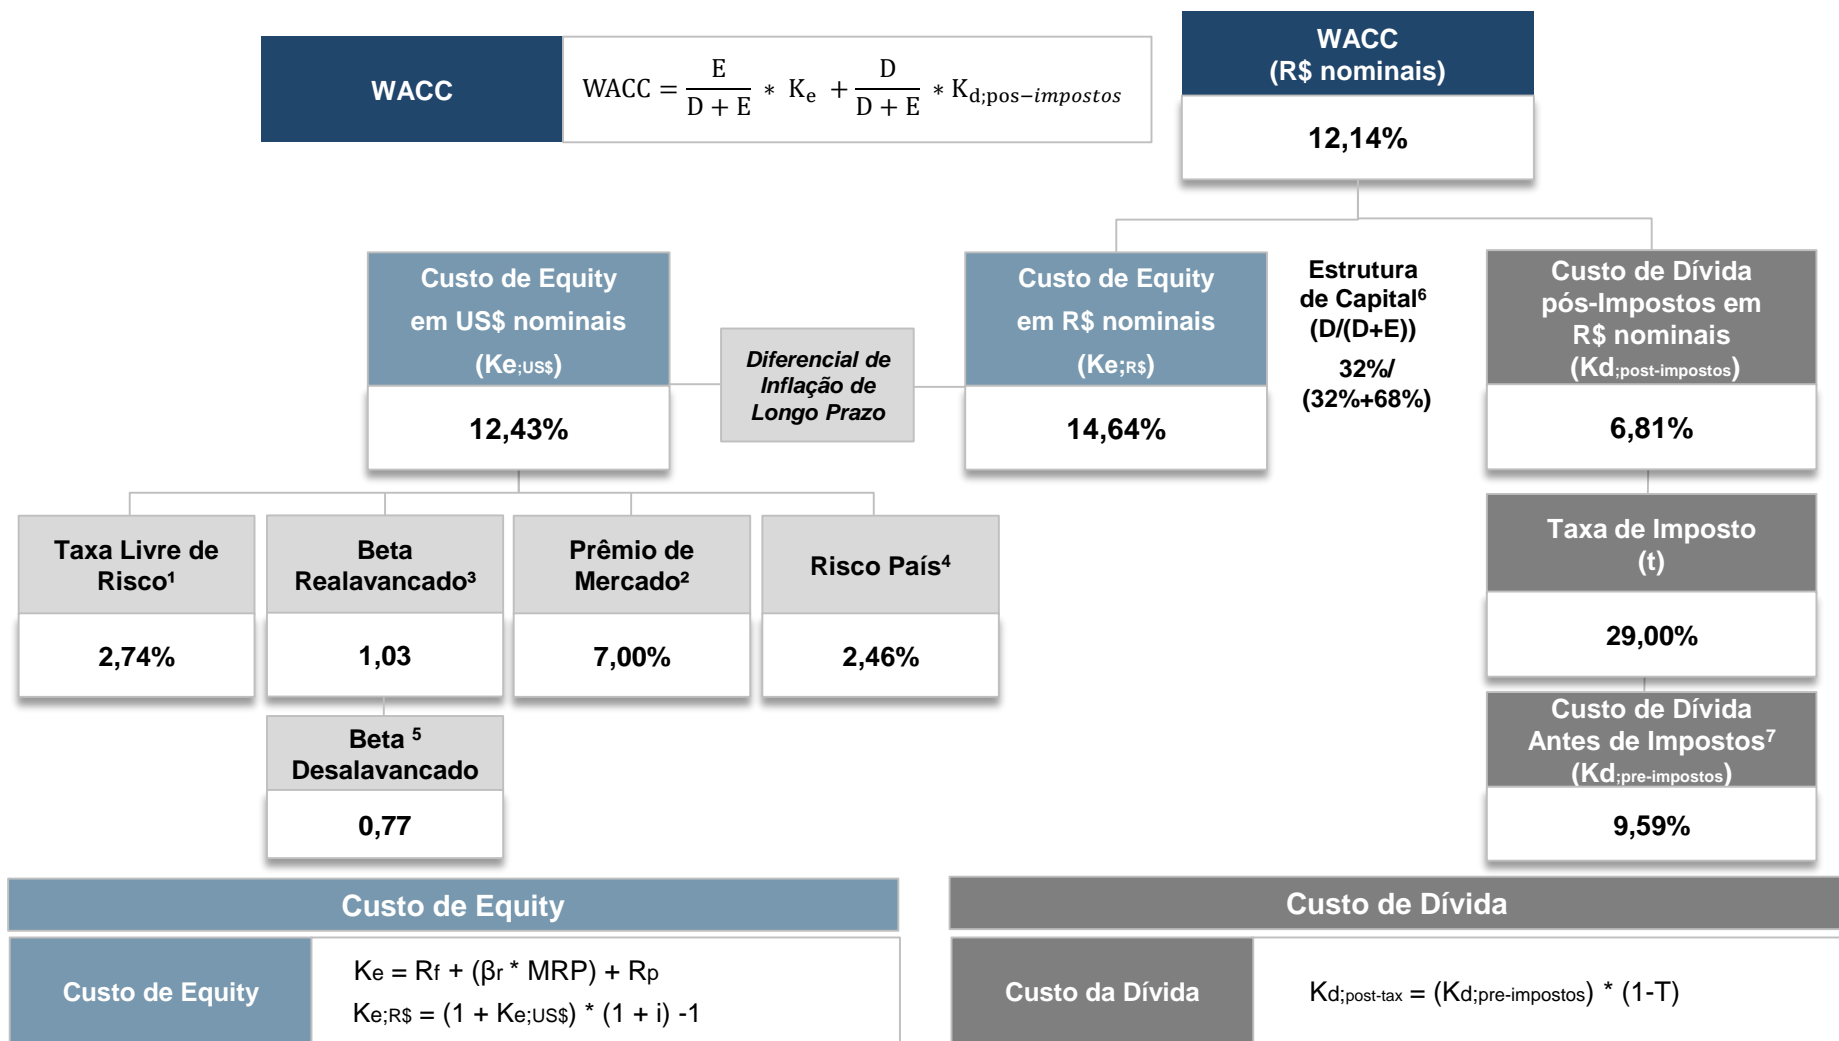 WACC
WACC = E/(D + E) * Ke + D/(D + E) * Kd;pos−impostos
WACC
(R$ nominais)
12,14%
Custo de Equity
em US$ nominais
(Ke;US$)
12,43%
Diferencial de
Inflação de
Longo Prazo
Custo de Equity
em R$ nominais
(Ke;R$)
14,64%
Estrutura
de Capital⁶
(D/(D+E))
32%/
(32%+68%)
Custo de Dívida
pós-Impostos em
R$ nominais
(Kd;post-impostos)
6,81%
Taxa Livre de
Risco¹
2,74%
Beta
Realavancado³
1,03
Prêmio de
Mercado²
7,00%
Risco País⁴
2,46%
Taxa de Imposto
(t)
29,00%
Beta ⁵
Desalavancado
0,77
Custo de Dívida
Antes de Impostos⁷
(Kd;pre-impostos)
9,59%
Custo de Equity
Custo de Equity
Ke = Rf + (βr * MRP) + Rp
Ke;R$ = (1 + Ke;US$) * (1 + i) -1
Custo de Dívida
Custo da Dívida
Kd;post-tax = (Kd;pre-impostos) * (1-T)